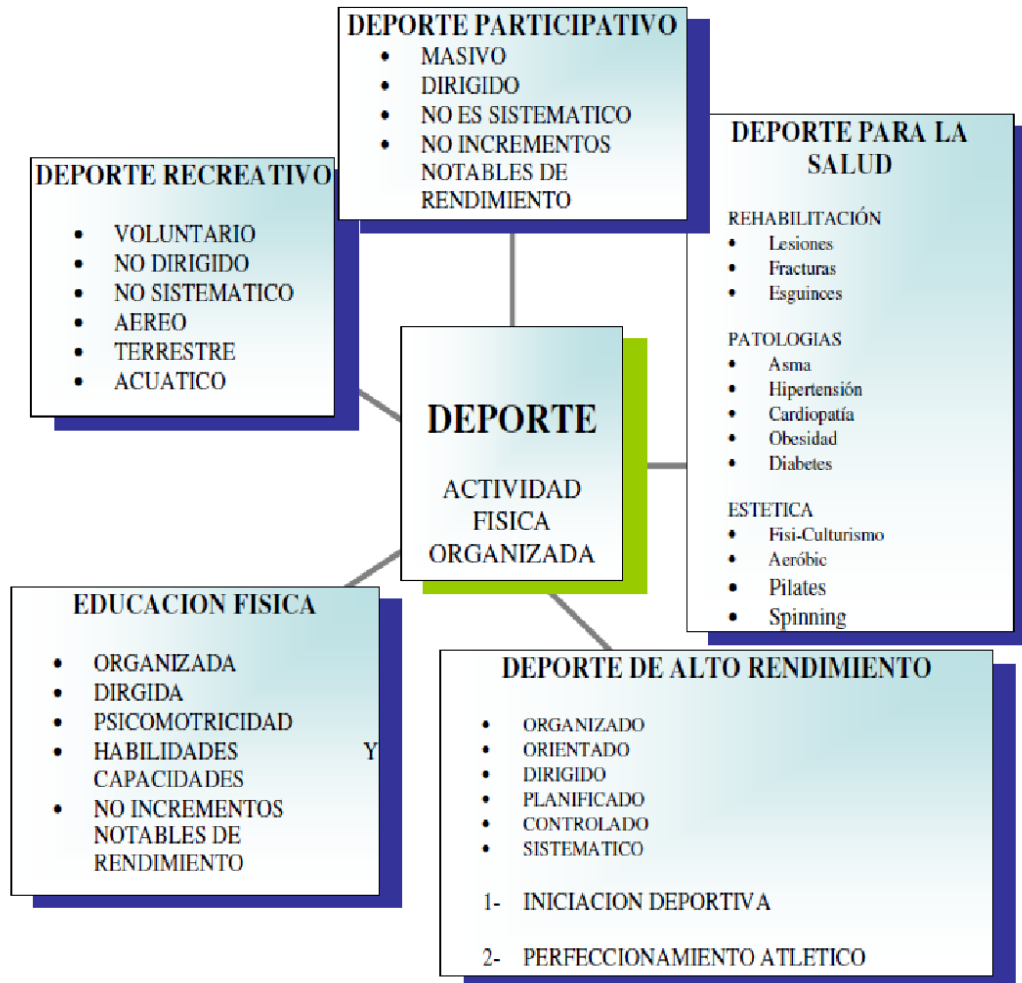 DEPORTE PARTICIPATIVO
• MASIVO
• DIRIGIDO
• NO ES SISTEMATICO
• NO INCREMENTOS
NOTABLES DE
RENDIMIENTO
DEPORTE RECREATIVO
• VOLUNTARIO
• NO DIRIGIDO
• NO SISTEMATICO
• AEREO
• TERRESTRE
• ACUATICO
DEPORTE PARA LA
SALUD
REHABILITACIÓN
• Lesiones
• Fracturas
• Esguinces
PATOLOGIAS
• Asma
• Hipertensión
• Cardiopatía
• Obesidad
• Diabetes
ESTETICA
• Fisi-Culturismo
• Aeróbic
• Pilates
• Spinning
DEPORTE
ACTIVIDAD
FISICA
ORGANIZADA
EDUCACION FISICA
• ORGANIZADA
• DIRGIDA
• PSICOMOTRICIDAD
• HABILIDADES Y
CAPACIDADES
• NO INCREMENTOS
NOTABLES DE
RENDIMIENTO
DEPORTE DE ALTO RENDIMIENTO
• ORGANIZADO
• ORIENTADO
• DIRIGIDO
• PLANIFICADO
• CONTROLADO
• SISTEMATICO
1- INICIACION DEPORTIVA
2- PERFECCIONAMIENTO ATLETICO